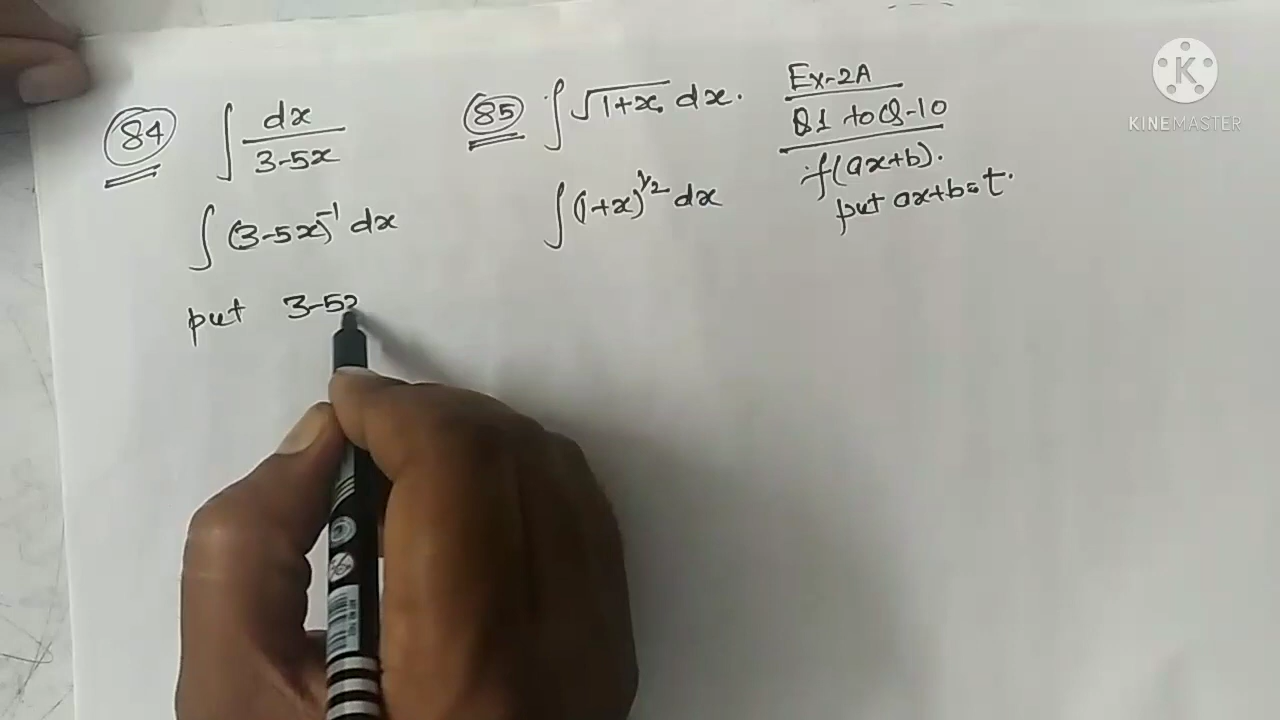 84 ∫ dx / 3-5x
∫ (3-5x)^-1 dx
put 3-5x
85 ∫ √1+x. dx.
∫ (1+x)^1/2 dx
Ex-2A
Q1 to Q-10
f(ax+b).
put ax+b=t.
K
KINEMASTER